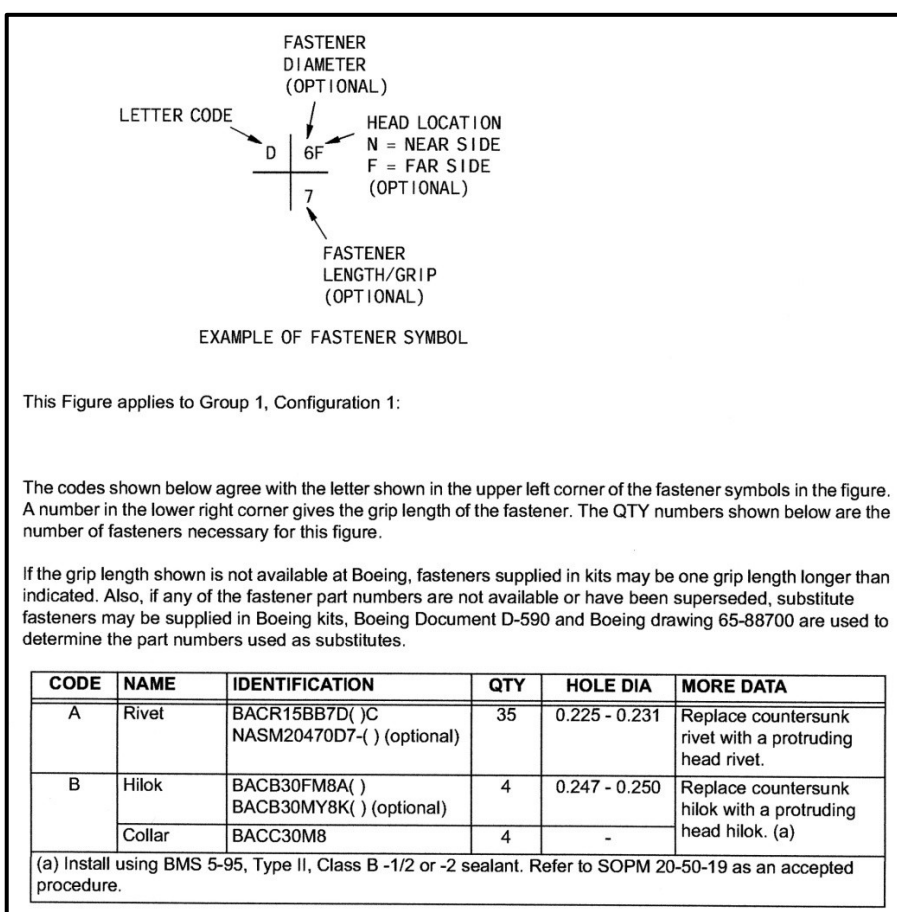 FASTENER
DIAMETER
(OPTIONAL)
LETTER CODE
HEAD LOCATION
N = NEAR SIDE
F = FAR SIDE
(OPTIONAL)
D 6F
7
FASTENER
LENGTH/GRIP
(OPTIONAL)
EXAMPLE OF FASTENER SYMBOL
This Figure applies to Group 1, Configuration 1:
The codes shown below agree with the letter shown in the upper left corner of the fastener symbols in the figure.
A number in the lower right corner gives the grip length of the fastener. The QTY numbers shown below are the
number of fasteners necessary for this figure.
If the grip length shown is not available at Boeing, fasteners supplied in kits may be one grip length longer than
indicated. Also, if any of the fastener part numbers are not available or have been superseded, substitute
fasteners may be supplied in Boeing kits, Boeing Document D-590 and Boeing drawing 65-88700 are used to
determine the part numbers used as substitutes.
CODE NAME IDENTIFICATION QTY HOLE DIA MORE DATA
A Rivet BACR15BB7D( )C 35 0.225 - 0.231 Replace countersunk
NASM20470D7-( ) (optional) rivet with a protruding
head rivet.
B Hilok BACB30FM8A( ) 4 0.247 - 0.250 Replace countersunk
BACB30MY8K( ) (optional) hilok with a protruding
Collar BACC30M8 4 - head hilok. (a)
(a) Install using BMS 5-95, Type II, Class B -1/2 or -2 sealant. Refer to SOPM 20-50-19 as an accepted
procedure.